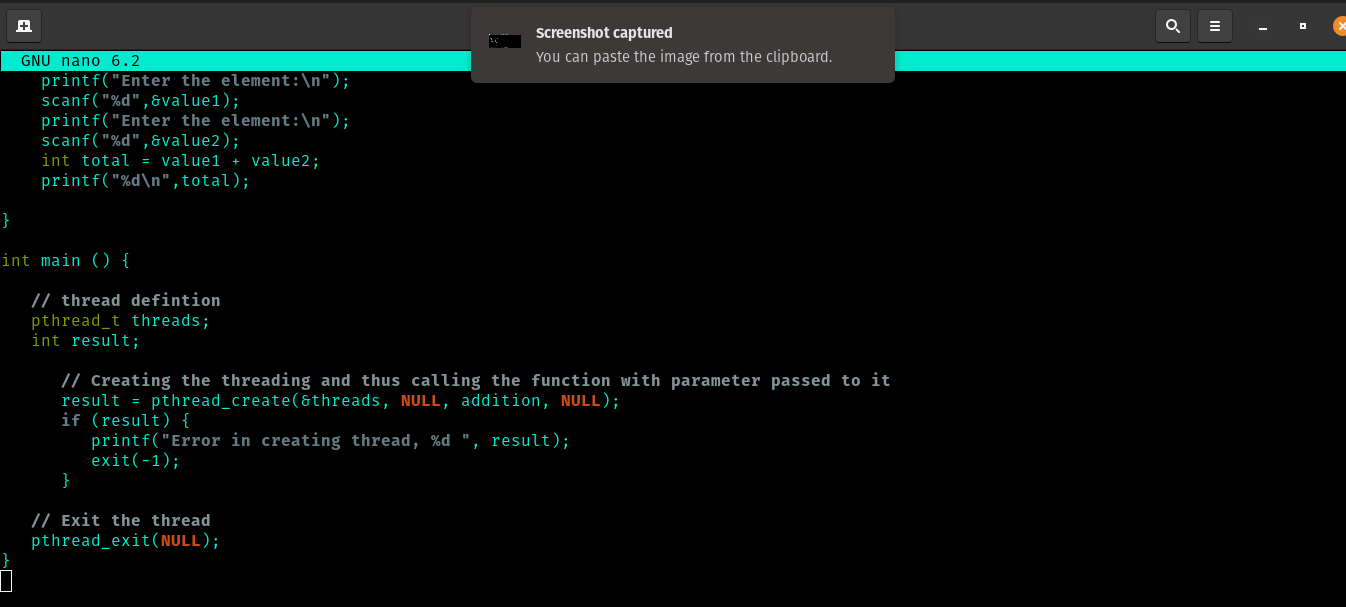 Screenshot captured
You can paste the image from the clipboard.
GNU nano 6.2
printf("Enter the element:\n");
scanf("%d",&value1);
printf("Enter the element:\n");
scanf("%d",&value2);
int total = value1 + value2;
printf("%d\n",total);
}
int main () {
// thread defintion
pthread_t threads;
int result;
// Creating the threading and thus calling the function with parameter passed to it
result = pthread_create(&threads, NULL, addition, NULL);
if (result) {
printf("Error in creating thread, %d ", result);
exit(-1);
}
// Exit the thread
pthread_exit(NULL);
}